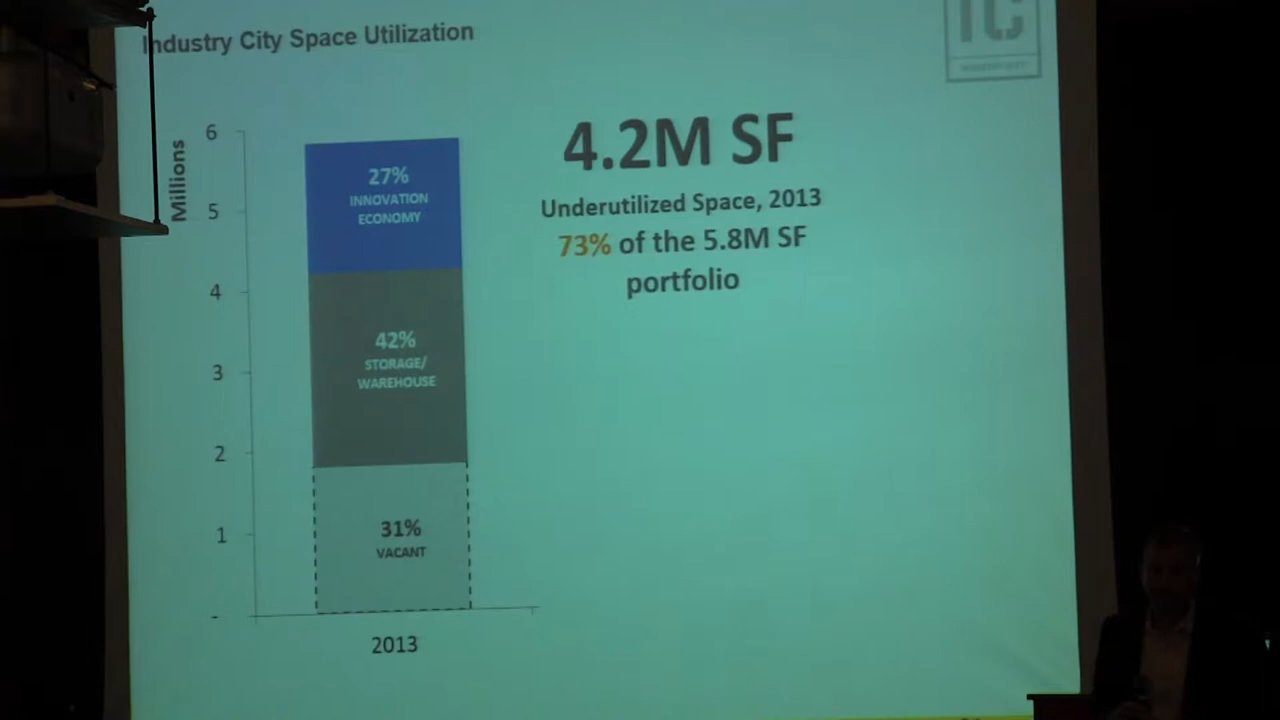 Industry City Space Utilization
IC
Millions
6
5
4
3
2
1
-
27%
INNOVATION
ECONOMY
42%
STORAGE/
WAREHOUSE
31%
VACANT
2013
4.2M SF
Underutilized Space, 2013
73% of the 5.8M SF
portfolio